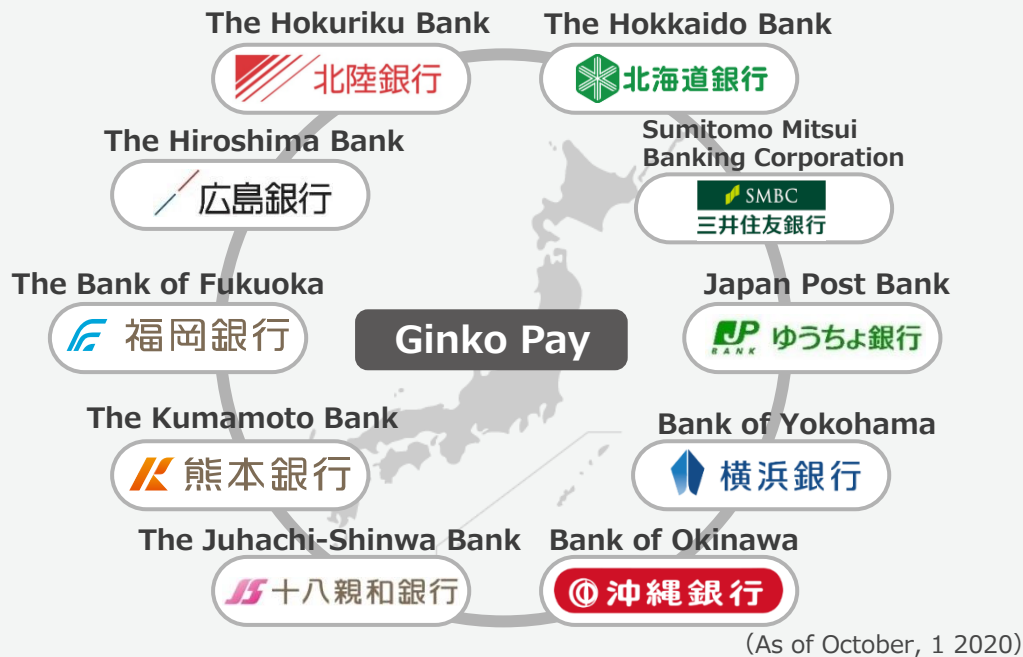 The Hokuriku Bank
北陸銀行
The Hokkaido Bank
北海道銀行
The Hiroshima Bank
広島銀行
Sumitomo Mitsui
Banking Corporation
SMBC
三井住友銀行
The Bank of Fukuoka
福岡銀行
Japan Post Bank
JP
BANK
ゆうちょ銀行
Ginko Pay
The Kumamoto Bank
熊本銀行
Bank of Yokohama
横浜銀行
The Juhachi-Shinwa Bank
十八親和銀行
Bank of Okinawa
沖縄銀行
(As of October, 1 2020)